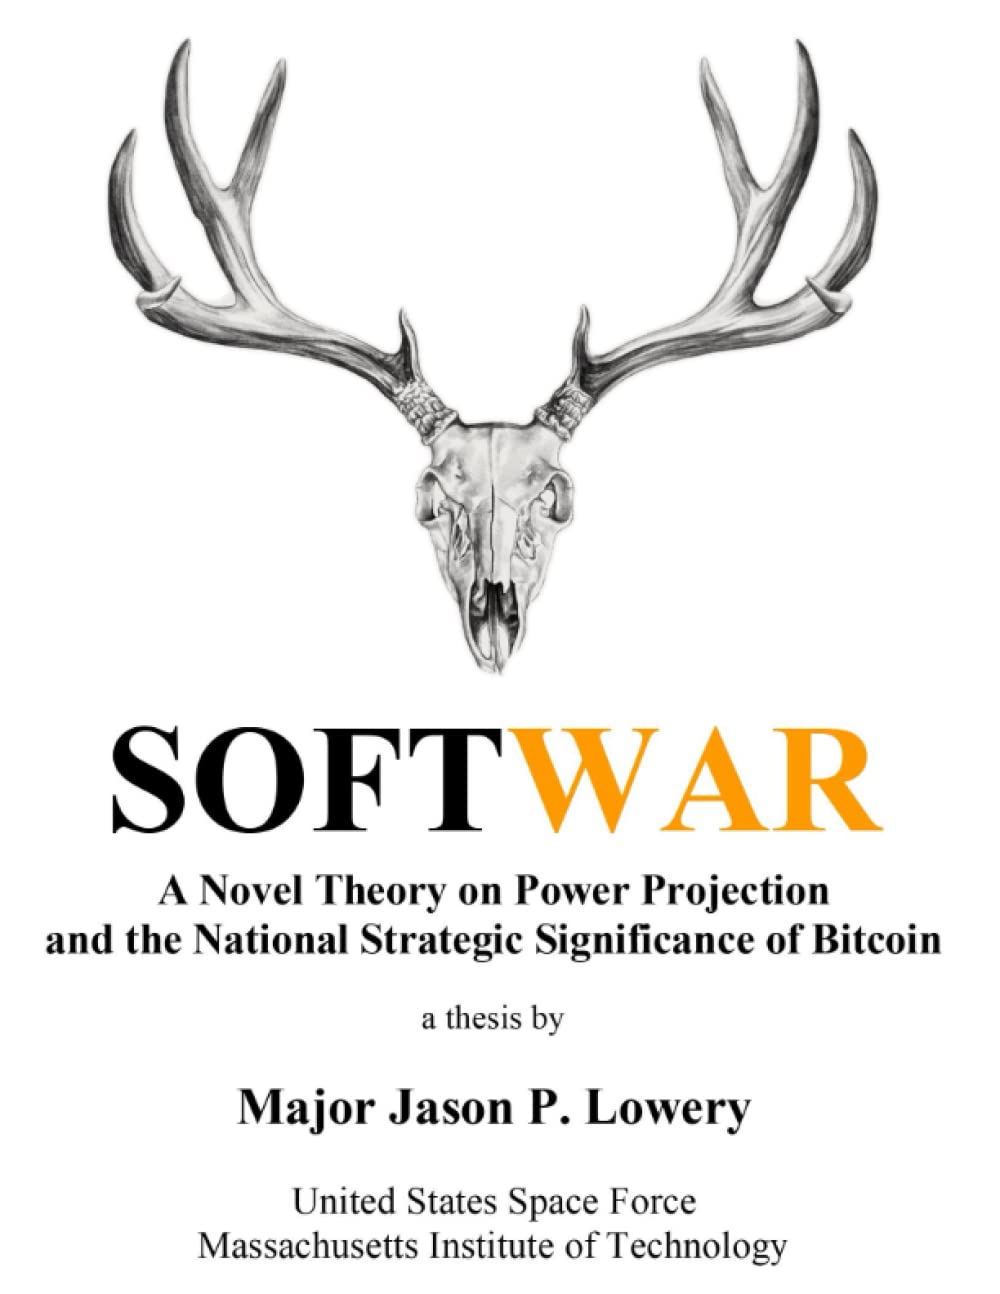 SOFTWAR
A Novel Theory on Power Projection
and the National Strategic Significance of Bitcoin
a thesis by
Major Jason P. Lowery
United States Space Force
Massachusetts Institute of Technology